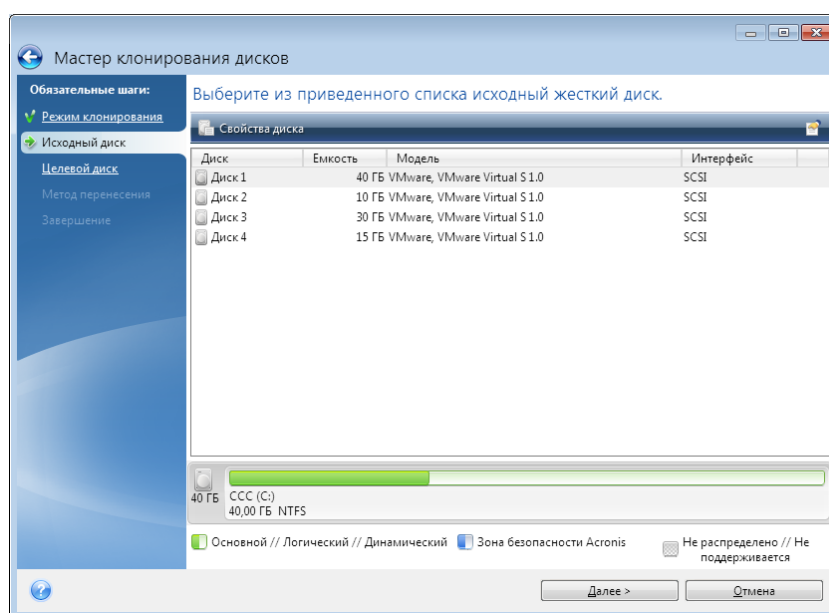 Мастер клонирования дисков
Обязательные шаги:
Режим клонирования
Исходный диск
Целевой диск
Метод перенесения
Завершение
Выберите из приведенного списка исходный жесткий диск.
Свойства диска
Диск Емкость Модель Интерфейс
Диск 1 40 ГБ VMware, VMware Virtual S 1.0 SCSI
Диск 2 10 ГБ VMware, VMware Virtual S 1.0 SCSI
Диск 3 30 ГБ VMware, VMware Virtual S 1.0 SCSI
Диск 4 15 ГБ VMware, VMware Virtual S 1.0 SCSI
40 ГБ
CCC (C:)
40,00 ГБ NTFS
Основной // Логический // Динамический
Зона безопасности Acronis
Не распределено // Не
поддерживается
Далее >
Отмена